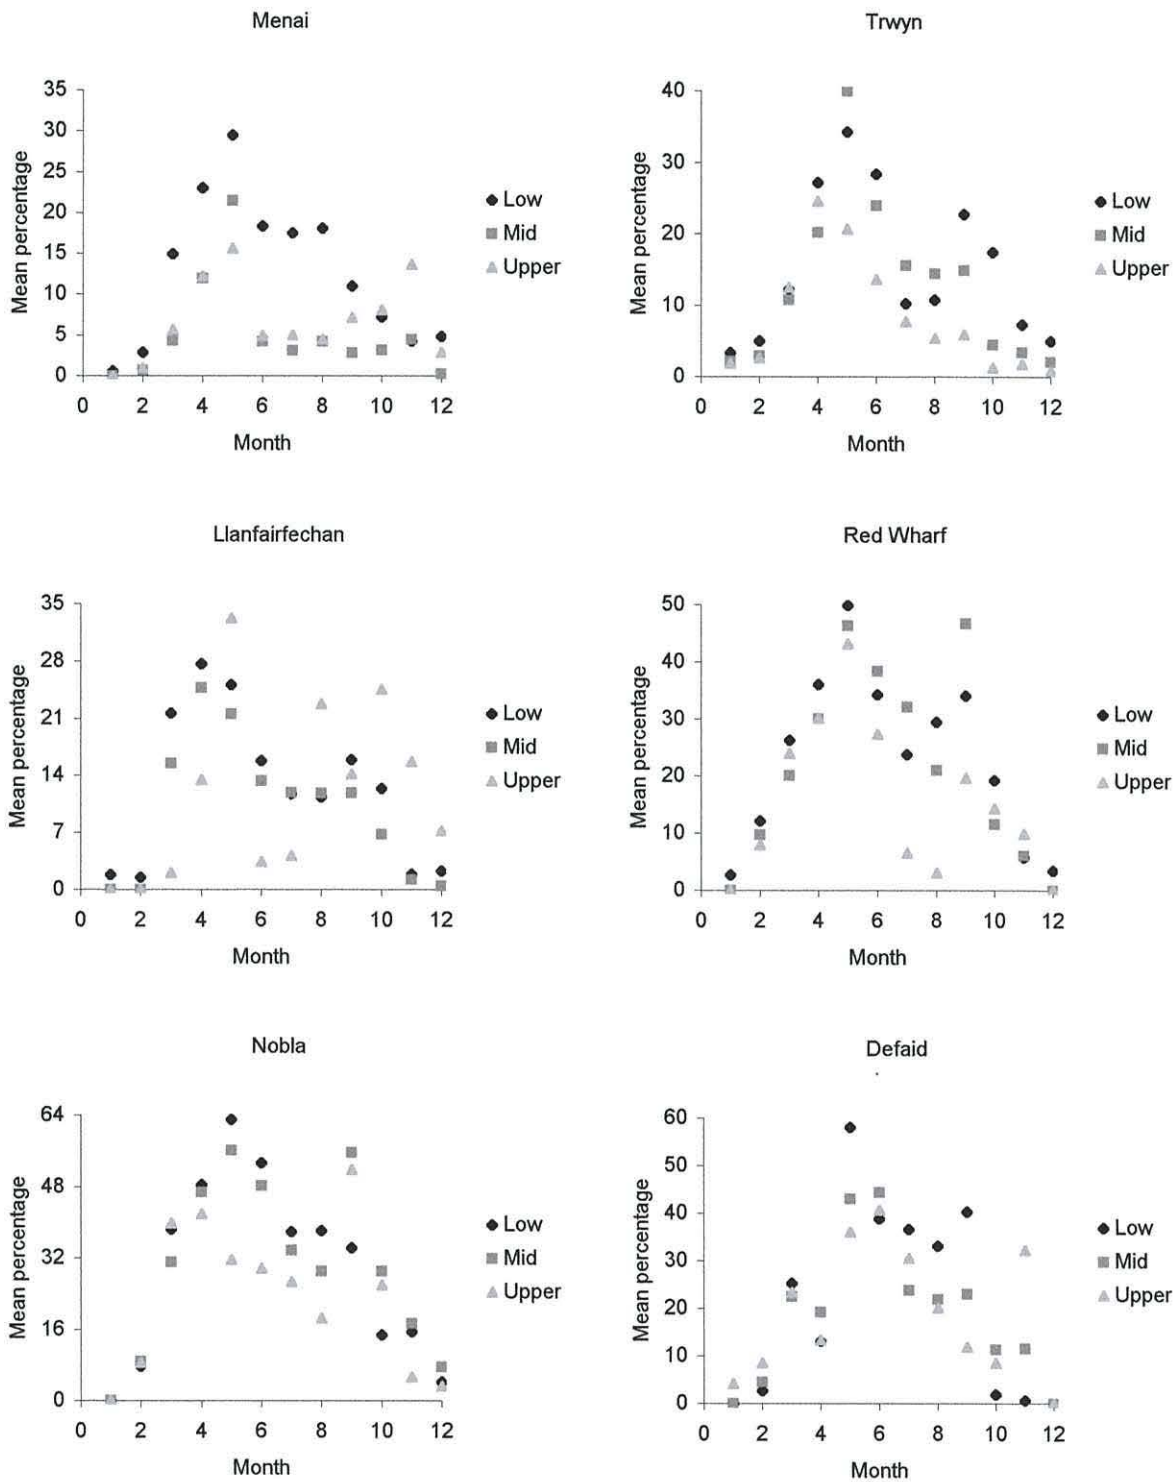 Menai
35
30
25
20
15
10
5
0
Mean percentage
0 2 4 6 8 10 12
Month
Low
Mid
Upper
Trwyn
40
30
20
10
0
Mean percentage
0 2 4 6 8 10 12
Month
Low
Mid
Upper
Llanfairfechan
35
28
21
14
7
0
Mean percentage
0 2 4 6 8 10 12
Month
Low
Mid
Upper
Red Wharf
50
40
30
20
10
0
Mean percentage
0 2 4 6 8 10 12
Month
Low
Mid
Upper
Nobla
64
48
32
16
0
Mean percentage
0 2 4 6 8 10 12
Month
Low
Mid
Upper
Defaid
60
50
40
30
20
10
0
Mean percentage
0 2 4 6 8 10 12
Month
Low
Mid
Upper